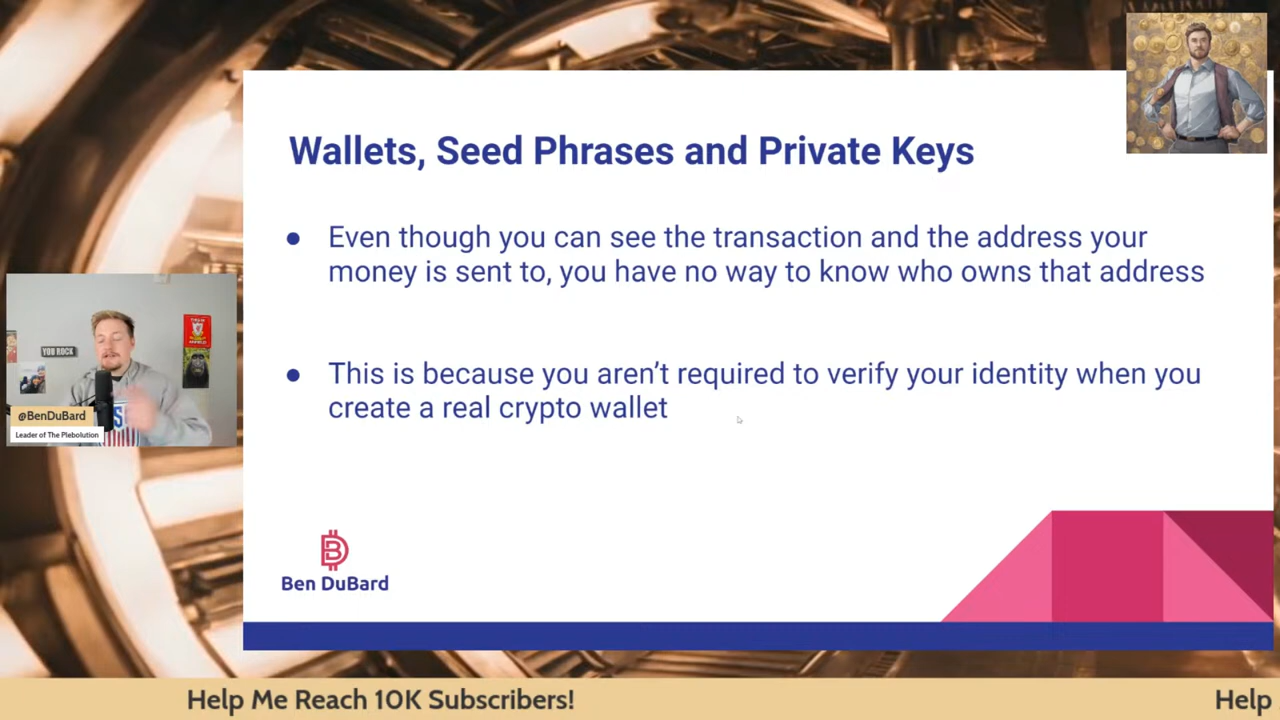 Wallets, Seed Phrases and Private Keys
● Even though you can see the transaction and the address your
money is sent to, you have no way to know who owns that address
● This is because you aren't required to verify your identity when you
create a real crypto wallet
YOU ROCK
@BenDuBard
Leader of The Plebolution
Ben DuBard
Help Me Reach 10K Subscribers!
Help